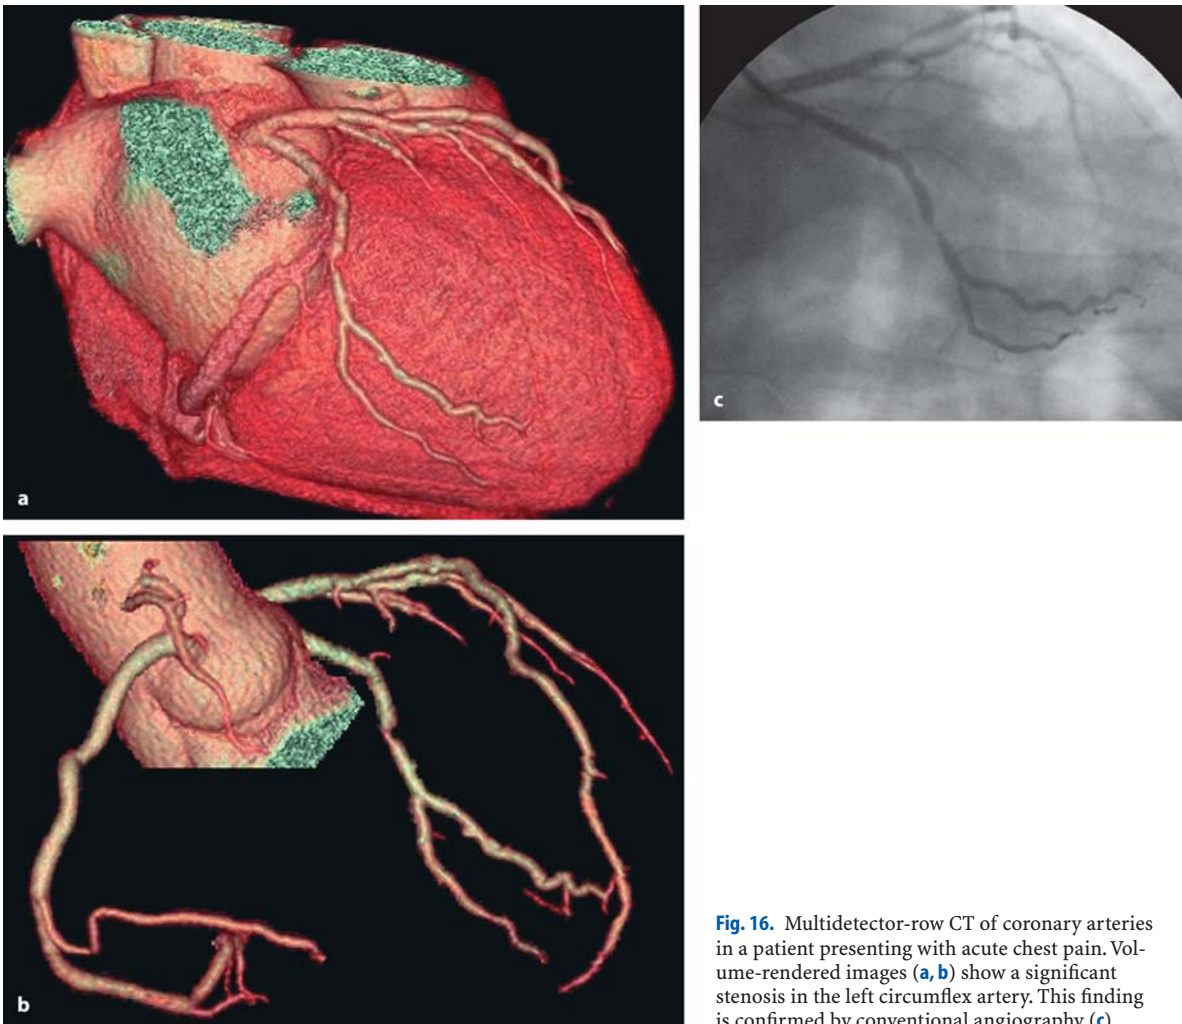 a
c
b
Fig. 16. Multidetector-row CT of coronary arteries
in a patient presenting with acute chest pain. Vol-
ume-rendered images (a, b) show a significant
stenosis in the left circumflex artery. This finding
is confirmed by conventional angiography (c)